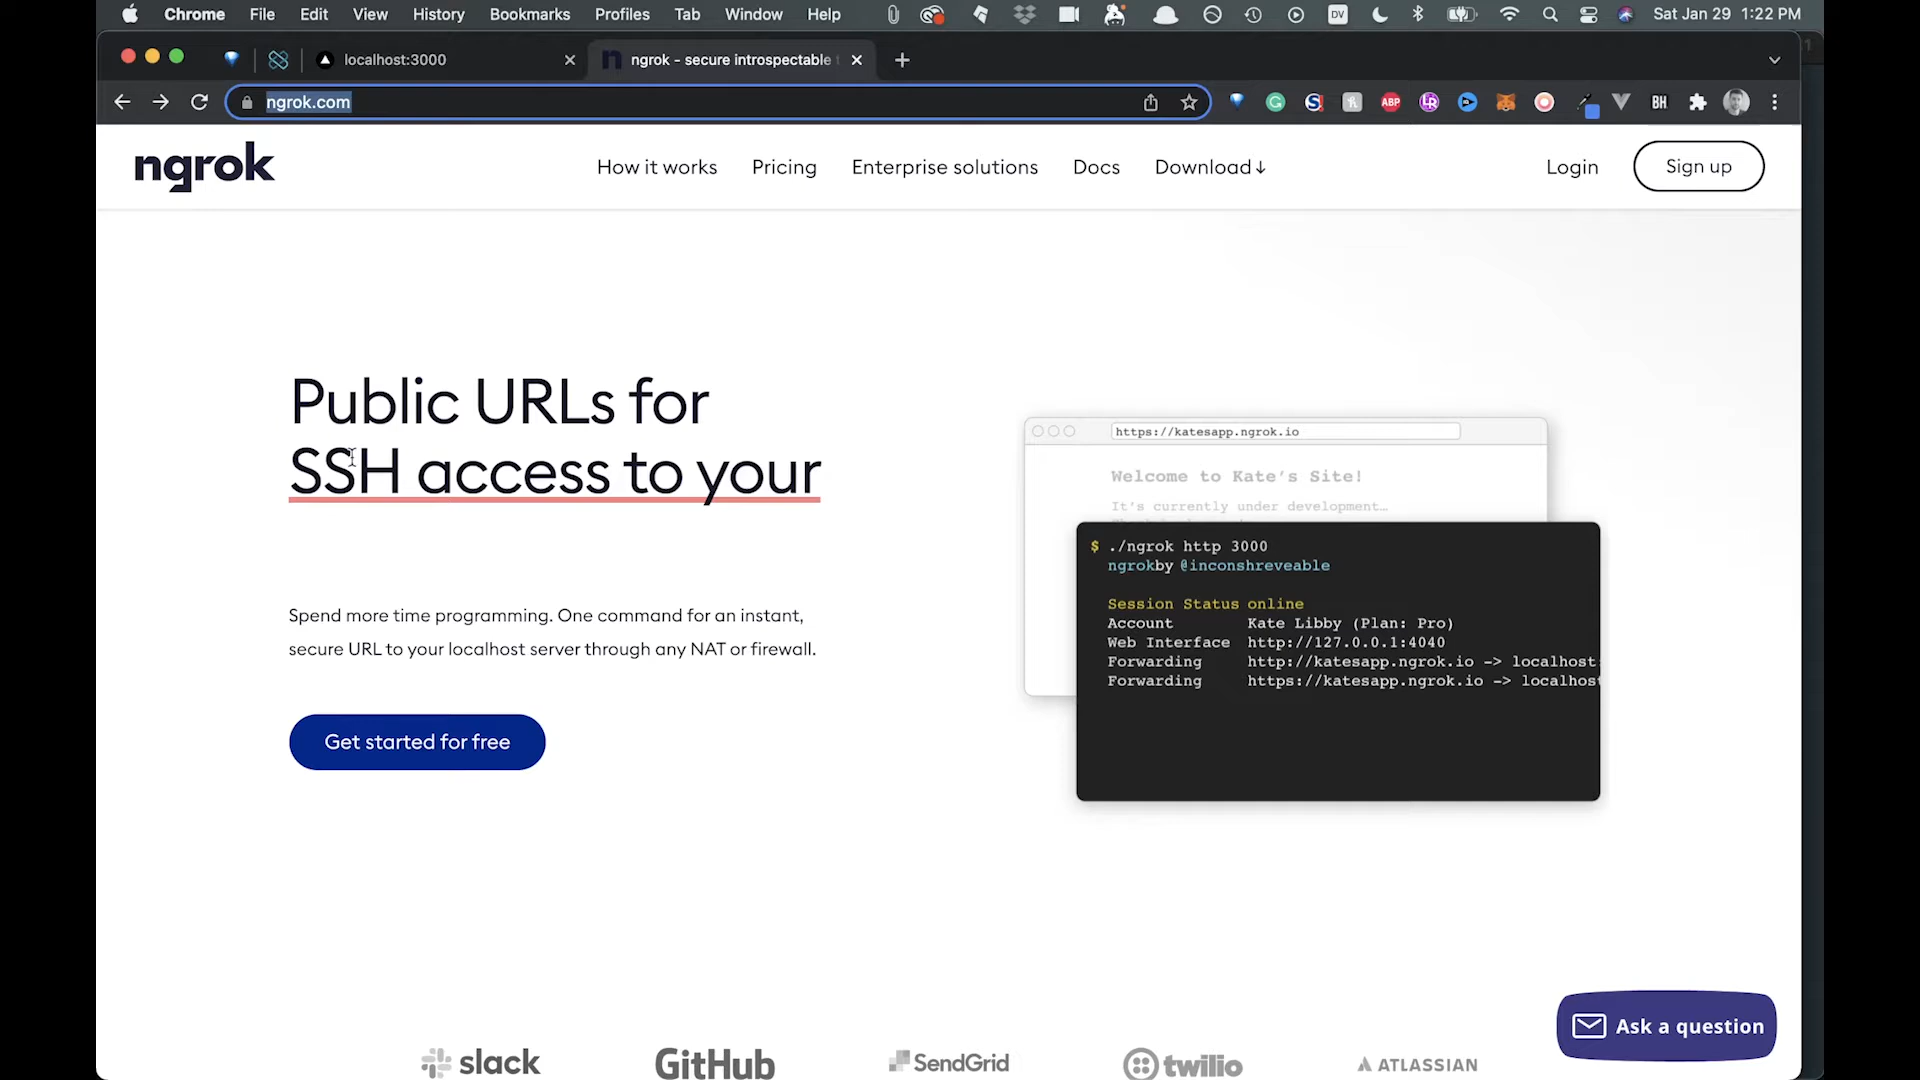 Chrome File Edit View History Bookmarks Profiles Tab Window Help DV Sat Jan 29 1:22 PM
localhost:3000
ngrok - secure introspectable
ngrok.com
ABP
BH
ngrok
How it works Pricing Enterprise solutions Docs Download↓
Login
Sign up
Public URLs for
SSH access to your
Spend more time programming. One command for an instant,
secure URL to your localhost server through any NAT or firewall.
Get started for free
https://katesapp.ngrok.io
Welcome to Kate's Site!
It's currently under development…
$ ./ngrok http 3000
ngrokby @inconshreveable
Session Status online
Account Kate Libby (Plan: Pro)
Web Interface http://127.0.0.1:4040
Forwarding http://katesapp.ngrok.io -> localhost
Forwarding https://katesapp.ngrok.io -> localhost
Ask a question
slack
GitHub
SendGrid
twilio
ATLASSIAN